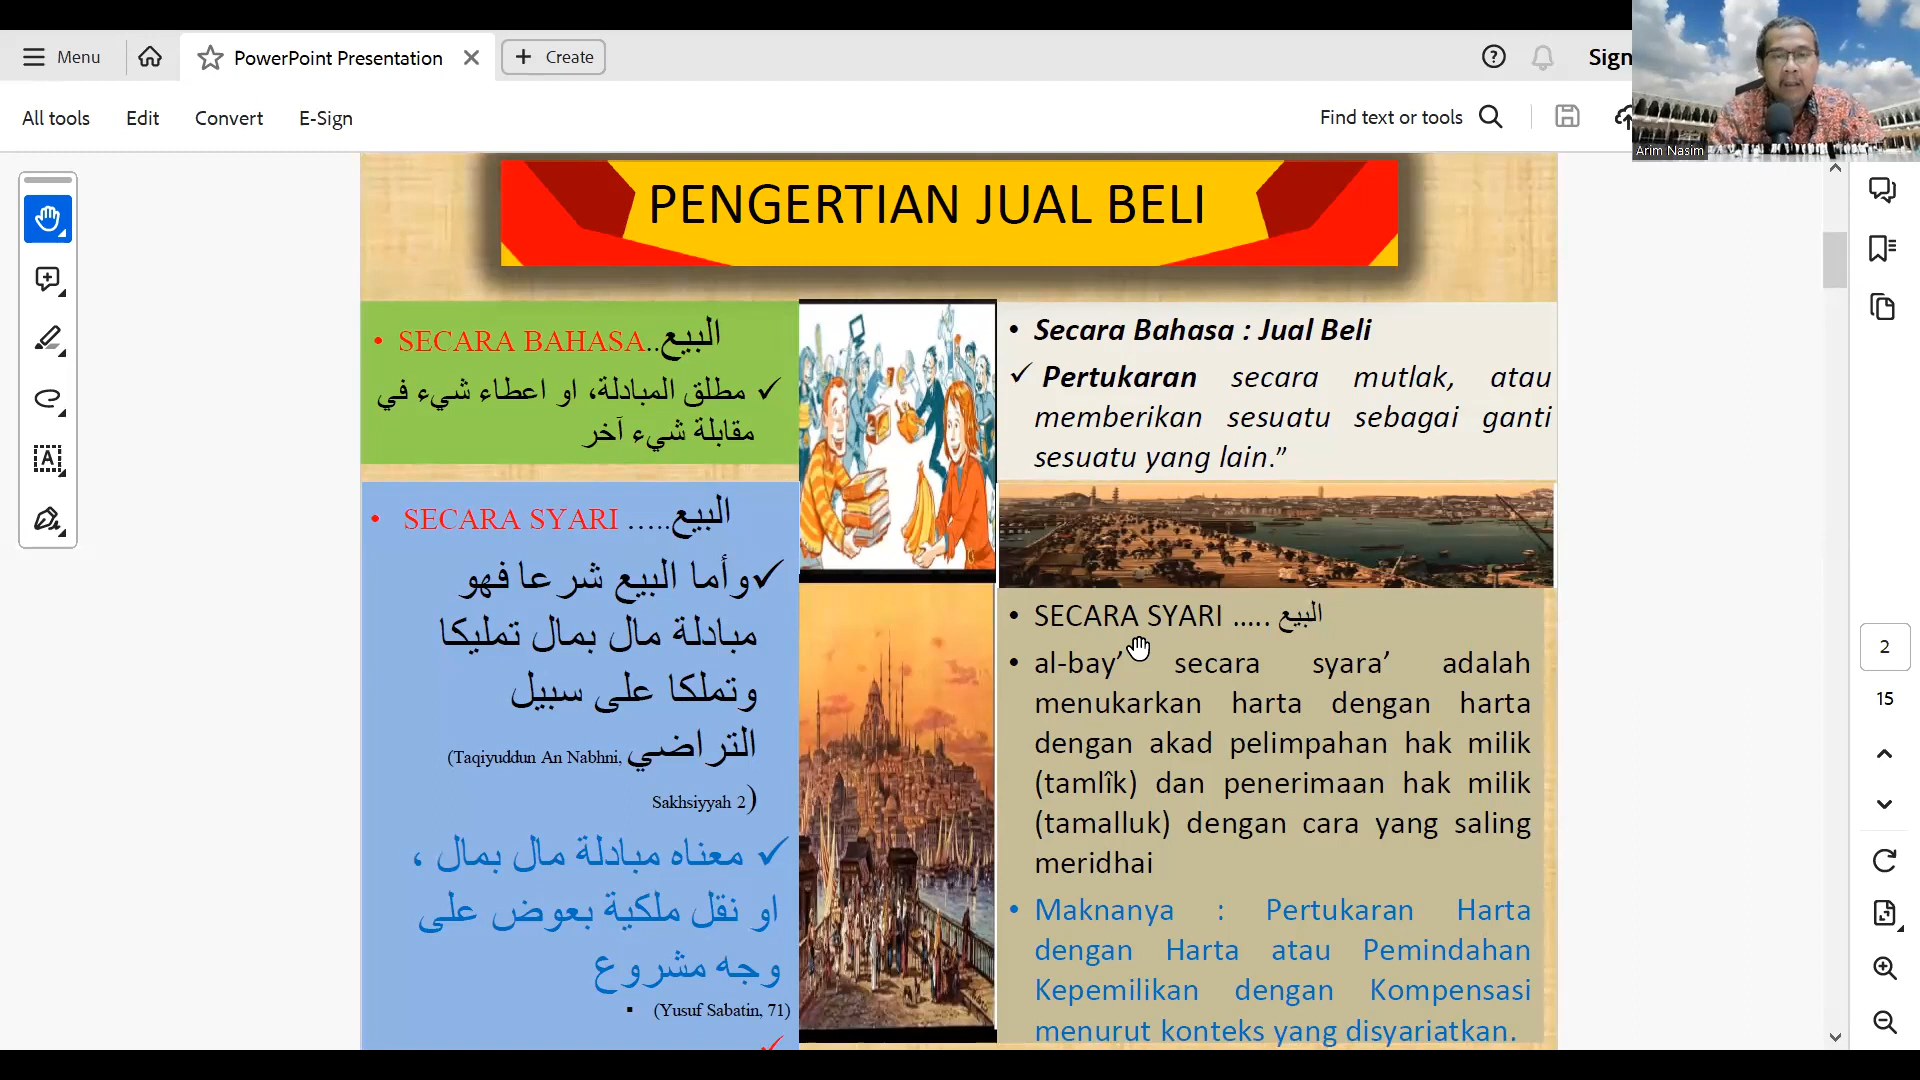 Menu
PowerPoint Presentation
Create
Sign
All tools
Edit
Convert
E-Sign
Find text or tools
Arim Nasim
PENGERTIAN JUAL BELI
• SECARA BAHASA..البيع
✓ مطلق المبادلة، او اعطاء شيء في
مقابلة شيء آخر
• SECARA SYARI …..البيع
✓وأما البيع شرعا فهو
مبادلة مال بمال تمليكا
وتملكا على سبيل
التراضي (Taqiyuddun An Nabhni,
Sakhsiyyah 2)
✓ معناه مبادلة مال بمال ،
او نقل ملكية بعوض على
وجه مشروع
▪ (Yusuf Sabatin, 71)
• Secara Bahasa : Jual Beli
✓ Pertukaran secara mutlak, atau
memberikan sesuatu sebagai ganti
sesuatu yang lain.”
• SECARA SYARI ….. البيع
• al-bay’ secara syara’ adalah
menukarkan harta dengan harta
dengan akad pelimpahan hak milik
(tamlîk) dan penerimaan hak milik
(tamalluk) dengan cara yang saling
meridhai
• Maknanya : Pertukaran Harta
dengan Harta atau Pemindahan
Kepemilikan dengan Kompensasi
menurut konteks yang disyariatkan.
2
15